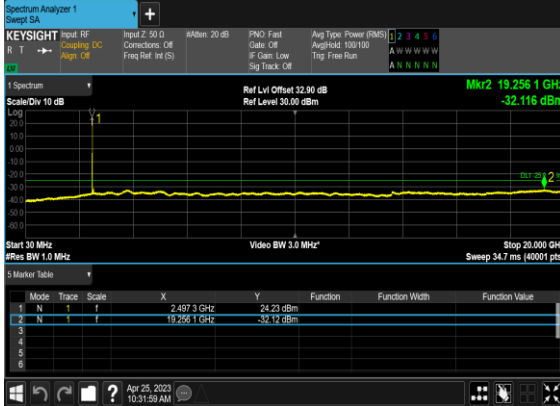 Spectrum Analyzer 1
Swept SA
+
KEYSIGHT Input: RF Input Z: 50 Ω #Atten: 20 dB PNO: Fast Avg Type: Power (RMS) 1 2 3 4 5 6
R T Coupling: DC Corrections: Off Gate: Off Avg|Hold: 100/100 A W W W W W
Align: Off Freq Ref: Int (S) IF Gain: Low Trig: Free Run
Sig Track: Off A N N N N N
1 Spectrum
Ref Lvl Offset 32.90 dB Mkr2 19.256 1 GHz
Scale/Div 10 dB Ref Level 30.00 dBm -32.116 dBm
Log
20.0
10.0
0.00
-10.0
-20.0
-30.0
-40.0
-50.0
-60.0
1
2
Start 30 MHz Video BW 3.0 MHz* Stop 20.000 GH
#Res BW 1.0 MHz Sweep 34.7 ms (40001 pts
5 Marker Table
Mode Trace Scale X Y Function Function Width Function Value
1 N 1 f 2.497 3 GHz 24.23 dBm
2 N 1 f 19.256 1 GHz -32.12 dBm
3
4
5
6
? Apr 25, 2023
10:31:59 AM